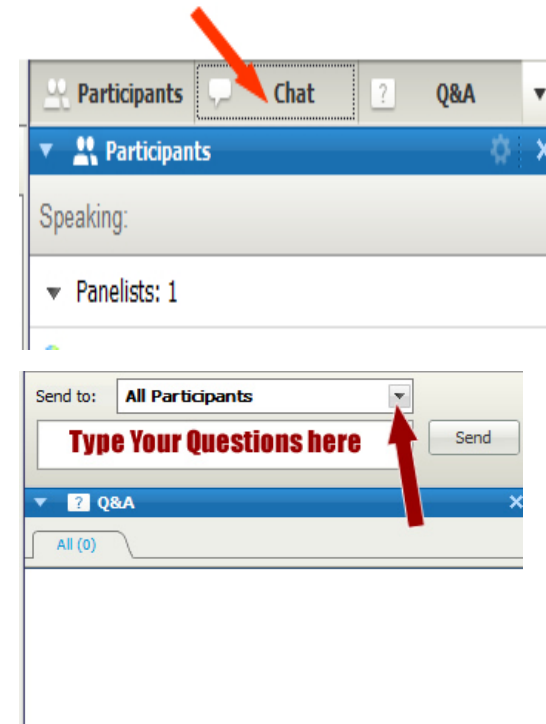 Participants Chat ? Q&A
Participants
Speaking:
Panelists: 1
Send to: All Participants
Type Your Questions here Send
? Q&A
All (0)